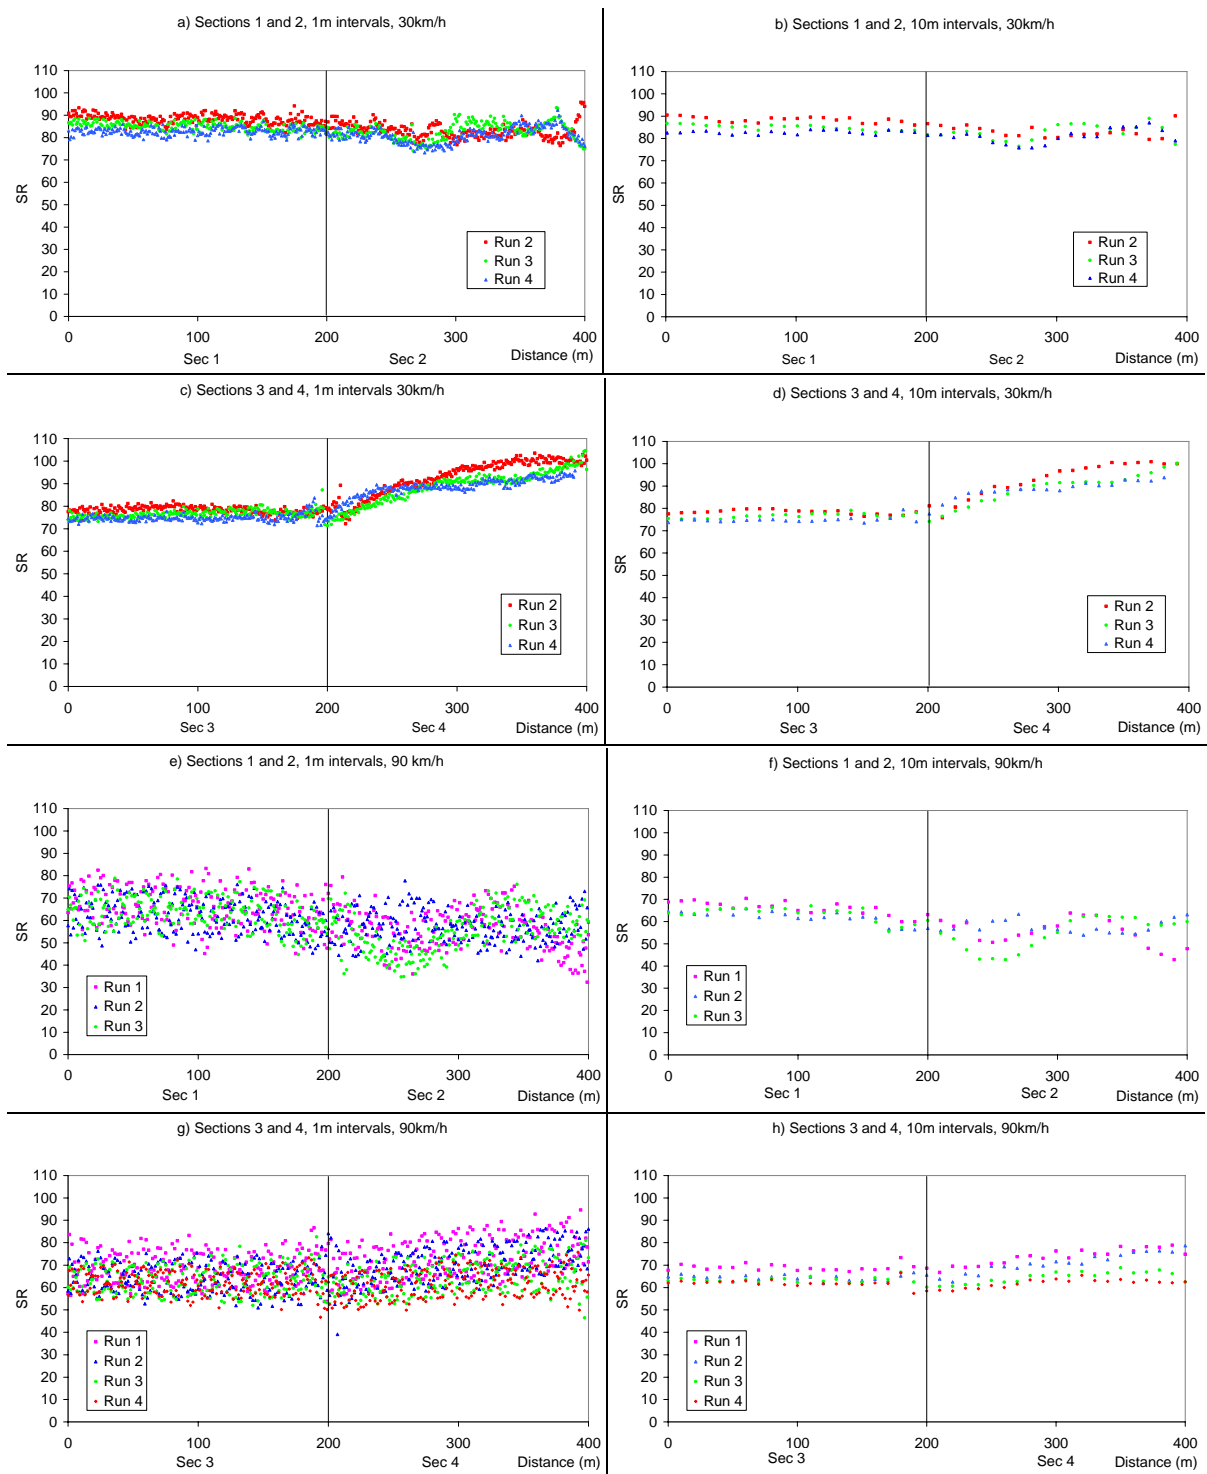 a) Sections 1 and 2, 1m intervals, 30km/h
110
100
90
80
70
60
50
40
30
20
10
0
SR
Run 2
Run 3
Run 4
0 100 200 300 400
Sec 1 Sec 2 Distance (m)
b) Sections 1 and 2, 10m intervals, 30km/h
110
100
90
80
70
60
50
40
30
20
10
0
SR
Run 2
Run 3
Run 4
0 100 200 300 400
Sec 1 Sec 2 Distance (m)
c) Sections 3 and 4, 1m intervals 30km/h
110
100
90
80
70
60
50
40
30
20
10
0
SR
Run 2
Run 3
Run 4
0 100 200 300 400
Sec 3 Sec 4 Distance (m)
d) Sections 3 and 4, 10m intervals, 30km/h
110
100
90
80
70
60
50
40
30
20
10
0
SR
Run 2
Run 3
Run 4
0 100 200 300 400
Sec 3 Sec 4 Distance (m)
e) Sections 1 and 2, 1m intervals, 90 km/h
110
100
90
80
70
60
50
40
30
20
10
0
SR
Run 1
Run 2
Run 3
0 100 200 300 400
Sec 1 Sec 2 Distance (m)
f) Sections 1 and 2, 10m intervals, 90km/h
110
100
90
80
70
60
50
40
30
20
10
0
SR
Run 1
Run 2
Run 3
0 100 200 300 400
Sec 1 Sec 2 Distance (m)
g) Sections 3 and 4, 1m intervals, 90km/h
110
100
90
80
70
60
50
40
30
20
10
0
SR
Run 1
Run 2
Run 3
Run 4
0 100 200 300 400
Sec 3 Sec 4 Distance (m)
h) Sections 3 and 4, 10m intervals, 90km/h
110
100
90
80
70
60
50
40
30
20
10
0
SR
Run 1
Run 2
Run 3
Run 4
0 100 200 300 400
Sec 3 Sec 4 Distance (m)